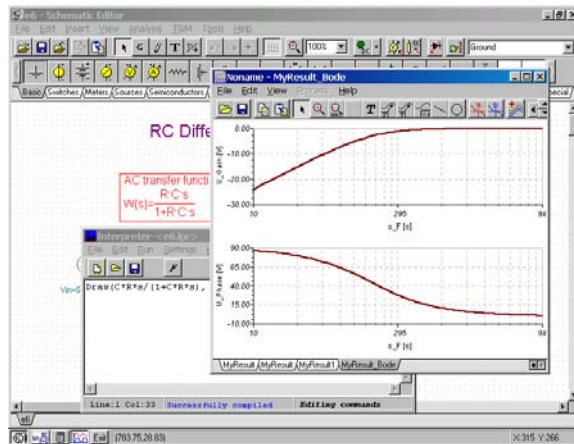 e6 - Schematic Editor
File Edit Insert View Analysis T&M Tools Help
100%
Ground
Basic Switches Meters Sources Semiconductors
Special
RC Diffe
AC transfer functi
W(s)=R·C·s/1+R·C·s
Noname - MyResult_Bode
File Edit View Process Help
0.00
-10.00
-20.00
-30.00
10
295
s_F [s]
90.00
65.00
40.00
15.00
-10.00
U_Phase [V]
10
295
s_F [s]
MyResult MyResult MyResult1 MyResult_Bode
Interpreter
File Edit Run Settings
Draw(C*R*s/(1+C*R*s),
Line:1 Col:33 Successfully compiled Editing commands
e6
Exit (783.75,28.83)
X:315 Y:266